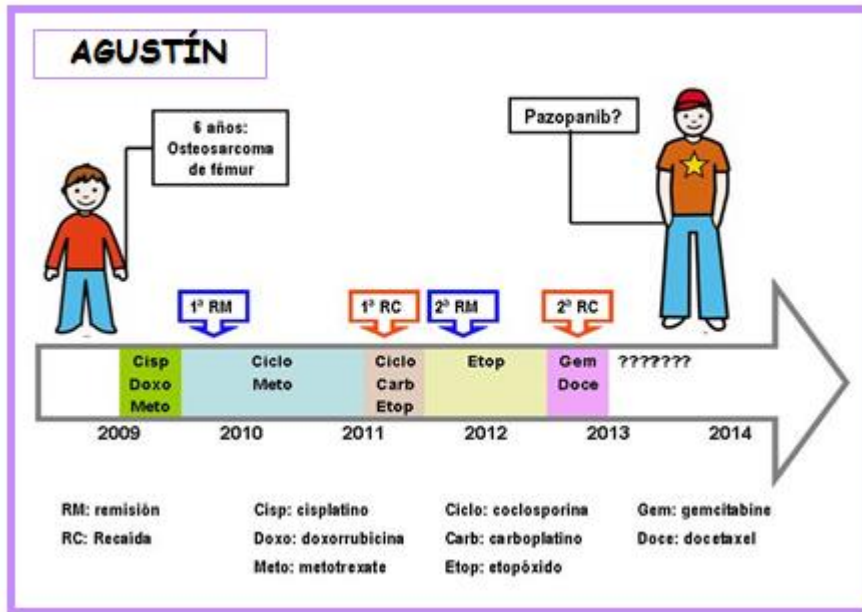 AGUSTÍN
6 años:
Osteosarcoma
de fémur
Pazopanib?
1ª RM
1ª RC
2ª RM
2ª RC
Cisp
Doxo
Meto
Ciclo
Meto
Ciclo
Carb
Etop
Etop
Gem
Doce
????????
2009 2010 2011 2012 2013 2014
RM: remisión
RC: Recaída
Cisp: cisplatino
Doxo: doxorrubicina
Meto: metotrexate
Ciclo: coclosporina
Carb: carboplatino
Etop: etopóxido
Gem: gemcitabine
Doce: docetaxel